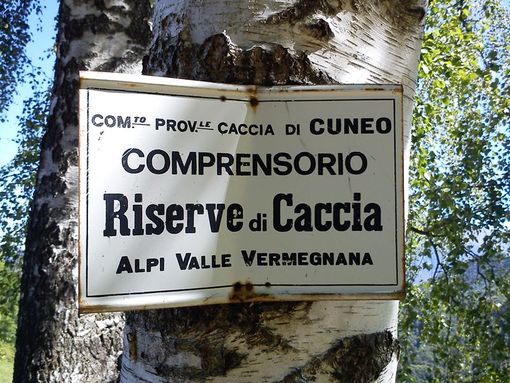 COM.TO PROV.LE CACCIA DI CUNEO
COMPRENSORIO
Riserve di Caccia
ALPI VALLE VERMEGNANA